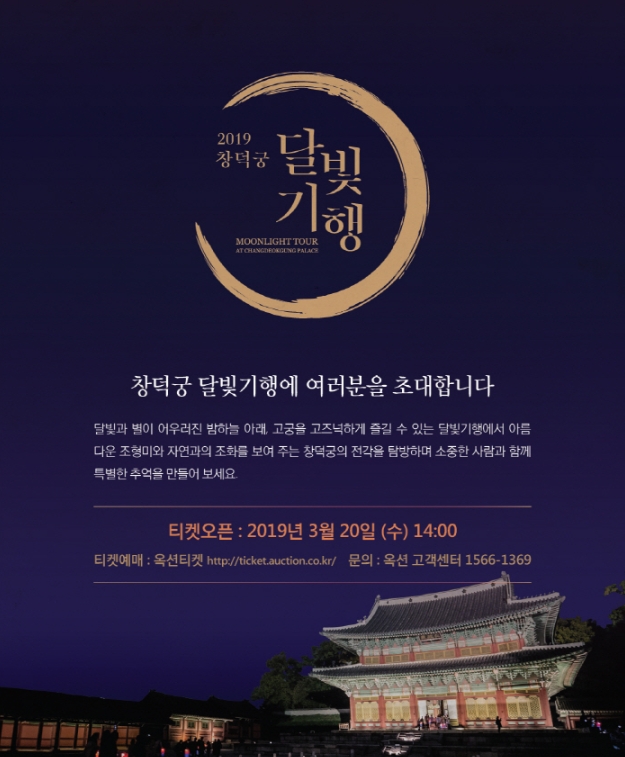 2019
창덕궁
달빛
기행
MOONLIGHT TOUR
AT CHANGDEOKGUNG PALACE
창덕궁 달빛기행에 여러분을 초대합니다
달빛과 별이 어우러진 밤하늘 아래, 고궁을 고즈넉하게 즐길 수 있는 달빛기행에서 아름
다운 조형미와 자연과의 조화를 보여 주는 창덕궁의 전각을 탐방하며 소중한 사람과 함께
특별한 추억을 만들어 보세요.
티켓오픈 : 2019년 3월 20일 (수) 14:00
티켓예매 : 옥션티켓 http://ticket.auction.co.kr/ 문의 : 옥션 고객센터 1566-1369